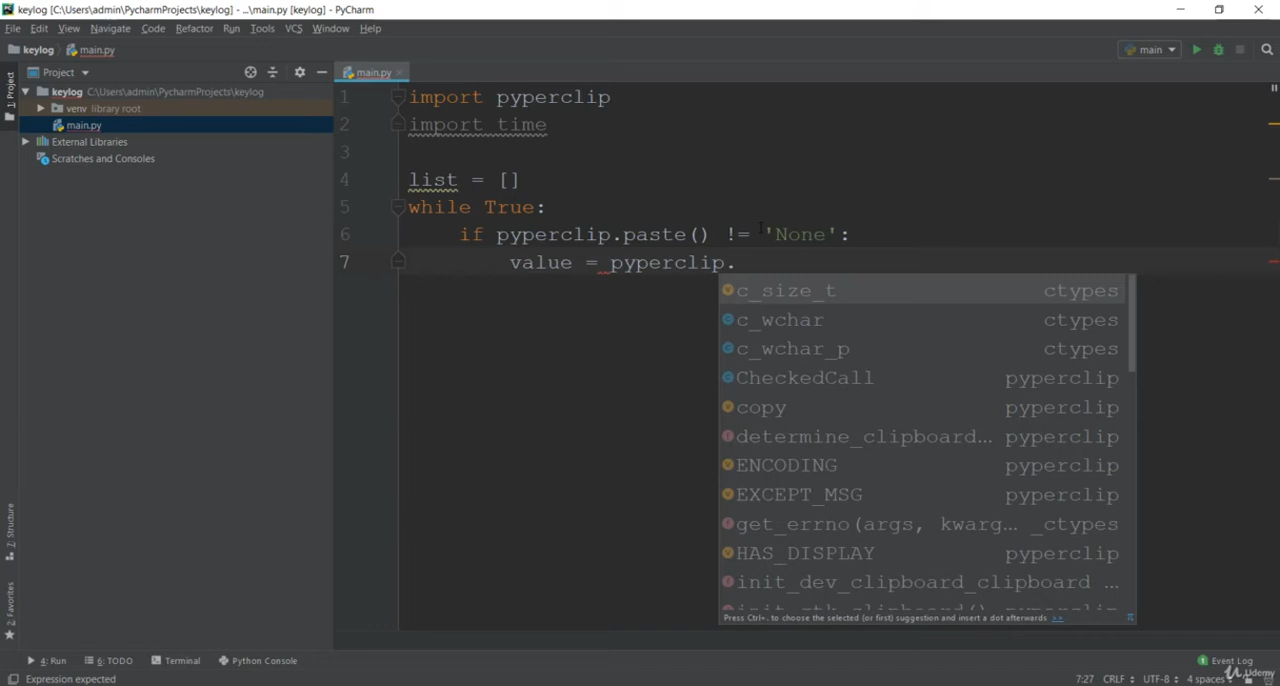 keylog [C:\Users\admin\PycharmProjects\keylog] - ...\main.py [keylog] - PyCharm
File Edit View Navigate Code Refactor Run Tools VCS Window Help
keylog main.py main
Project main.py
1: Project
keylog C:\Users\admin\PycharmProjects\keylog
venv library root
main.py
External Libraries
Scratches and Consoles
1 import pyperclip
2 import time
3
4 list = []
5 while True:
6 if pyperclip.paste() != 'None':
7 value = pyperclip.
c_size_t ctypes
c_wchar ctypes
c_wchar_p ctypes
CheckedCall pyperclip
copy pyperclip
determine_clipboard... pyperclip
ENCODING pyperclip
EXCEPT_MSG pyperclip
get_errno(args, kwarg... _ctypes
HAS_DISPLAY pyperclip
init_dev_clipboard_clipboard ...
Press Ctrl+. to choose the selected (or first) suggestion and insert a dot afterwards >>
Z: Structure
2: Favorites
4: Run 6: TODO Terminal Python Console 1 Event Log
Expression expected 7:27 CRLF UTF-8 4 spaces
Udemy